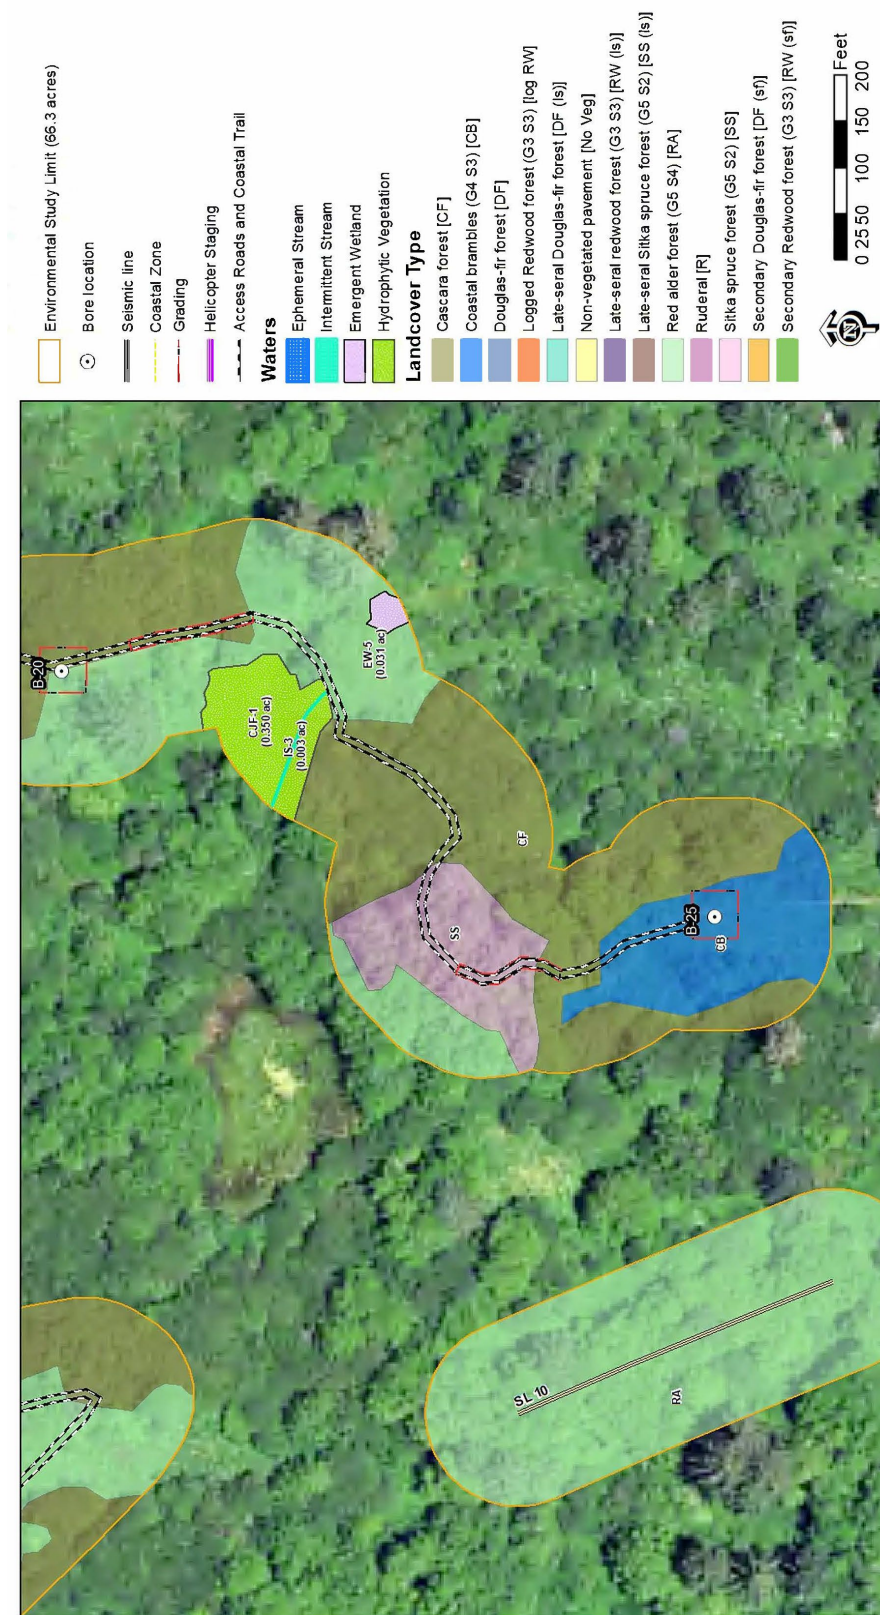 Environmental Study Limit (66.3 acres)
Bore location
Seismic line
Coastal Zone
Grading
Helicopter Staging
Access Roads and Coastal Trail
Waters
Ephemeral Stream
Intermittent Stream
Emergent Wetland
Hydrophytic Vegetation
Landcover Type
Cascara forest [CF]
Coastal brambles (G4 S3) [CB]
Douglas-fir forest [DF]
Logged Redwood forest (G3 S3) [log RW]
Late-seral Douglas-fir forest [DF (ls)]
Non-vegetated pavement [No Veg]
Late-seral redwood forest (G3 S3) [RW (ls)]
Late-seral Sitka spruce forest (G5 S2) [SS (ls)]
Red alder forest (G5 S4) [RA]
Ruderal [R]
Sitka spruce forest (G5 S2) [SS]
Secondary Douglas-fir forest [DF (sf)]
Secondary Redwood forest (G3 S3) [RW (sf)]
Feet
0 25 50 100 150 200
N
B-20
CUF-1
(0.350 ac)
IS-3
(0.003 ac)
EW-5
(0.031 ac)
CF
SS
B-25
CB
SL 10
RA